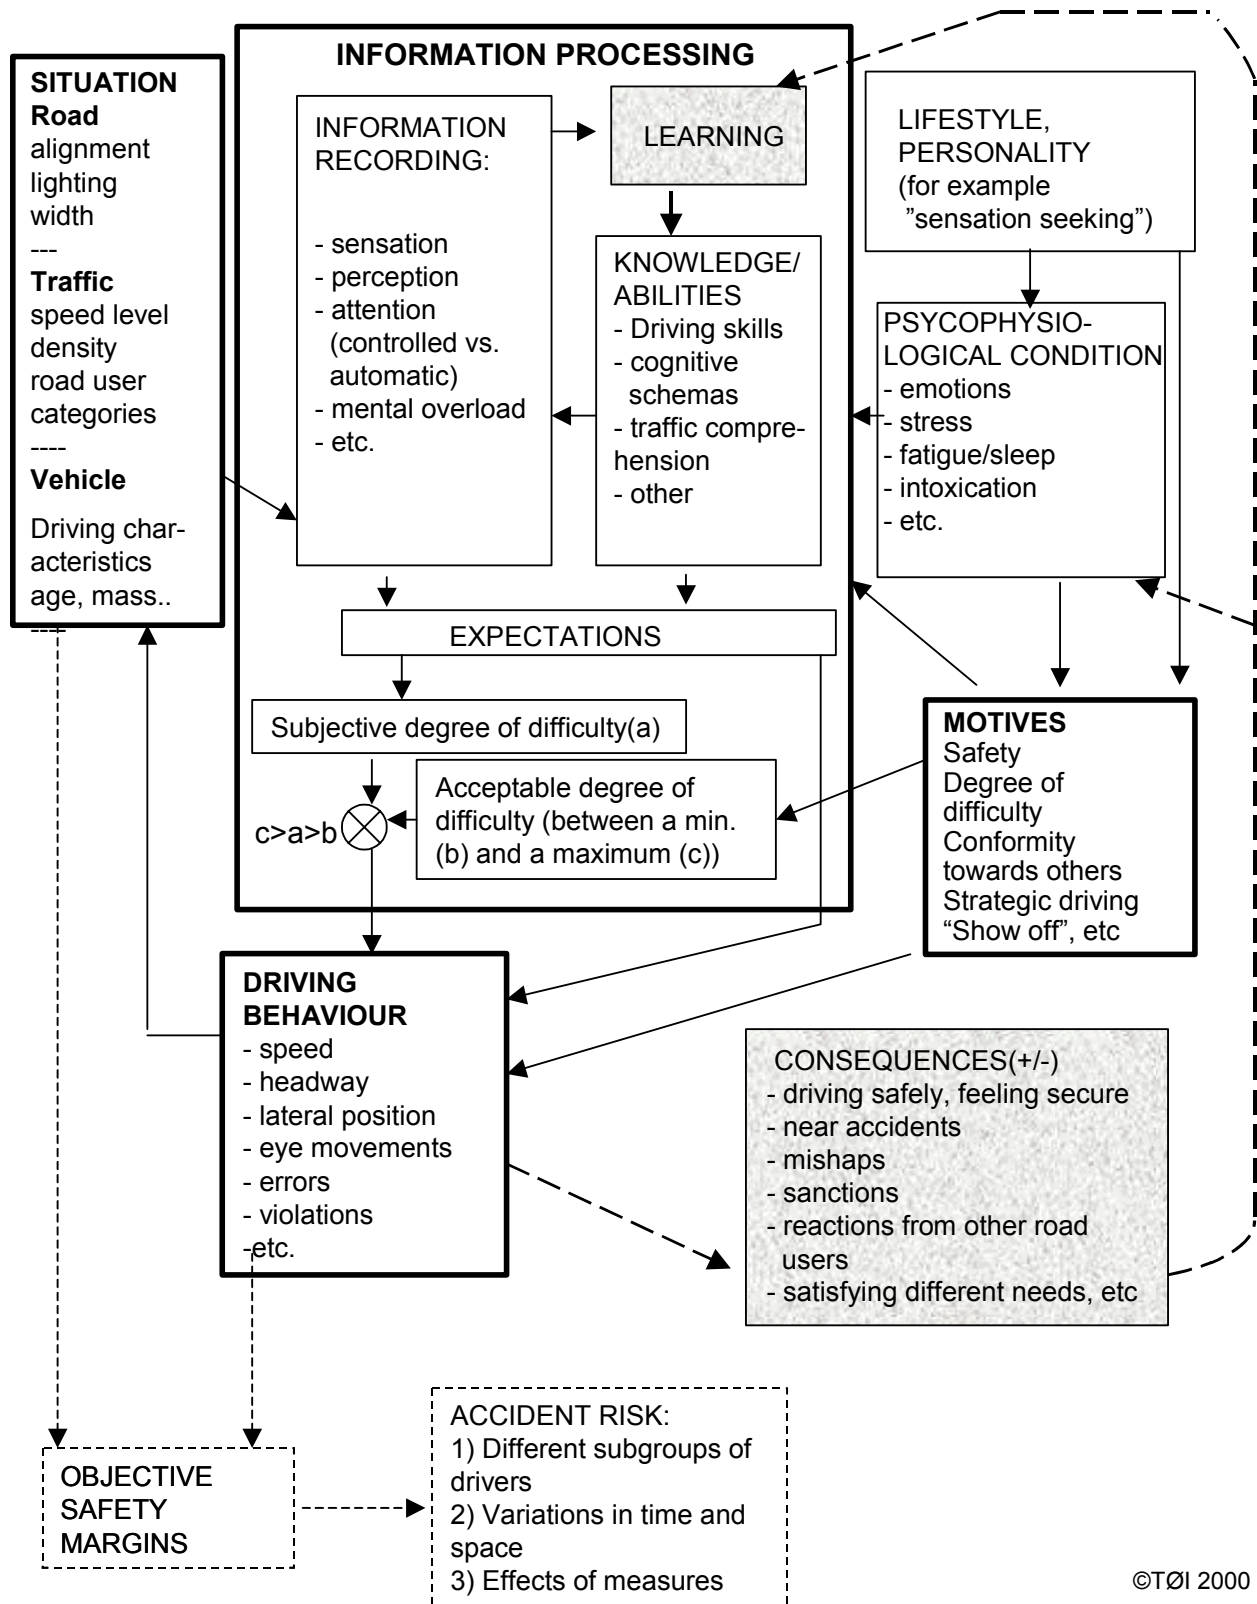 INFORMATION PROCESSING
SITUATION
Road
alignment
lighting
width
---
Traffic
speed level
density
road user
categories
----
Vehicle
Driving char-
acteristics
age, mass..
----
INFORMATION
RECORDING:
- sensation
- perception
- attention
(controlled vs.
automatic)
- mental overload
- etc.
LEARNING
KNOWLEDGE/
ABILITIES
- Driving skills
- cognitive
schemas
- traffic compre-
hension
- other
LIFESTYLE,
PERSONALITY
(for example
”sensation seeking”)
PSYCOPHYSIO-
LOGICAL CONDITION
- emotions
- stress
- fatigue/sleep
- intoxication
- etc.
EXPECTATIONS
Subjective degree of difficulty(a)
Acceptable degree of
difficulty (between a min.
(b) and a maximum (c))
c>a>b
MOTIVES
Safety
Degree of
difficulty
Conformity
towards others
Strategic driving
“Show off”, etc
DRIVING
BEHAVIOUR
- speed
- headway
- lateral position
- eye movements
- errors
- violations
-etc.
CONSEQUENCES(+/-)
- driving safely, feeling secure
- near accidents
- mishaps
- sanctions
- reactions from other road
users
- satisfying different needs, etc
OBJECTIVE
SAFETY
MARGINS
ACCIDENT RISK:
1) Different subgroups of
drivers
2) Variations in time and
space
3) Effects of measures
©TØI 2000